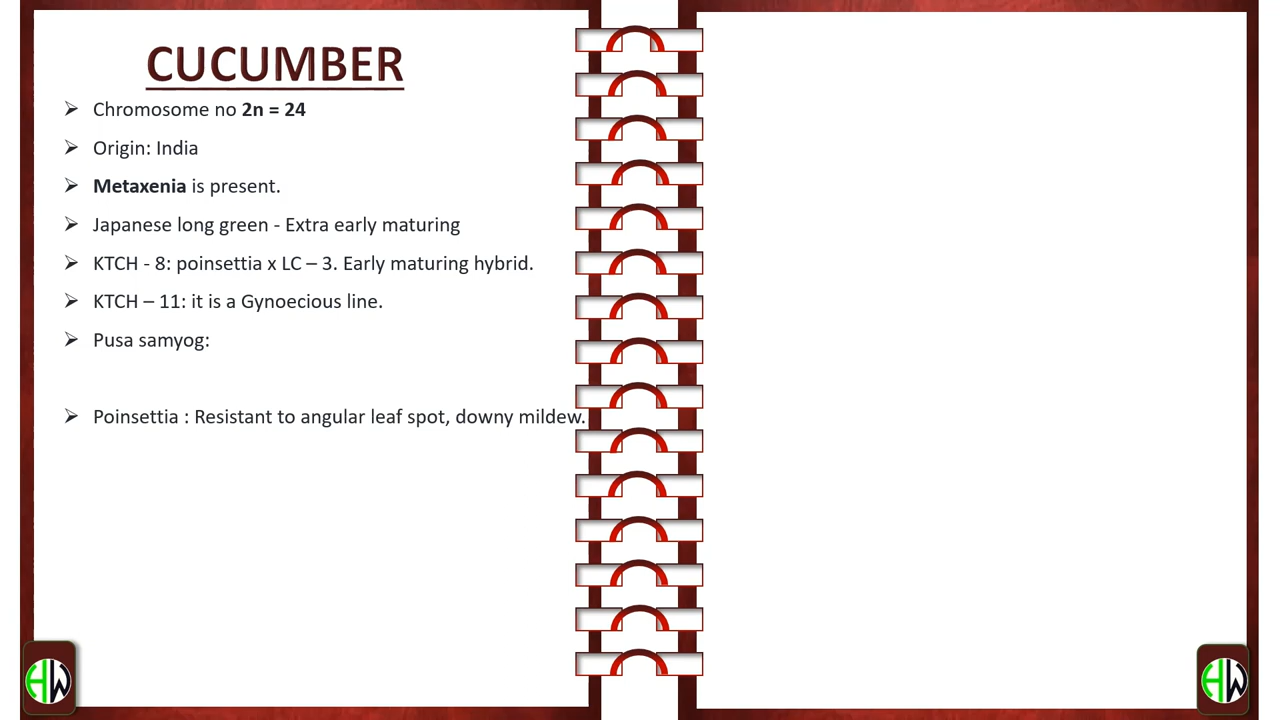 CUCUMBER
Chromosome no 2n = 24
Origin: India
Metaxenia is present.
Japanese long green - Extra early maturing
KTCH - 8: poinsettia x LC – 3. Early maturing hybrid.
KTCH – 11: it is a Gynoecious line.
Pusa samyog:
Poinsettia : Resistant to angular leaf spot, downy mildew.
HW
HW